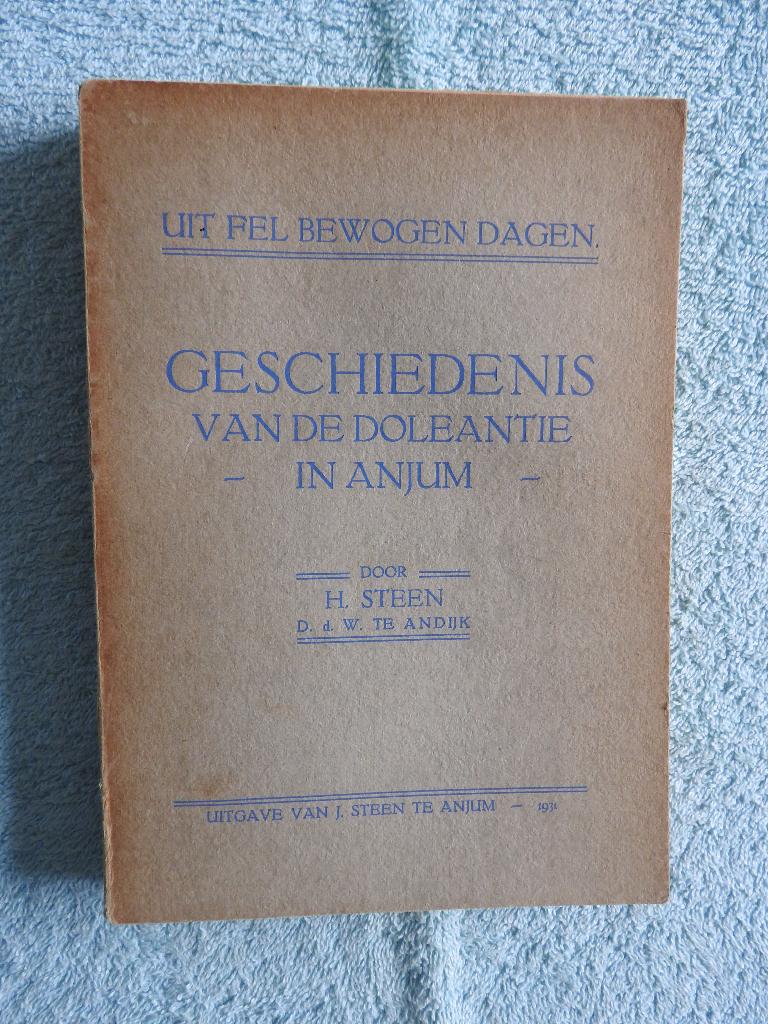 UIT FEL BEWOGEN DAGEN.
GESCHIEDENIS
VAN DE DOLEANTIE
- IN ANJUM -
DOOR
H. STEEN
D. d. W. TE ANDIJK
UITGAVE VAN J. STEEN TE ANJUM - 1931